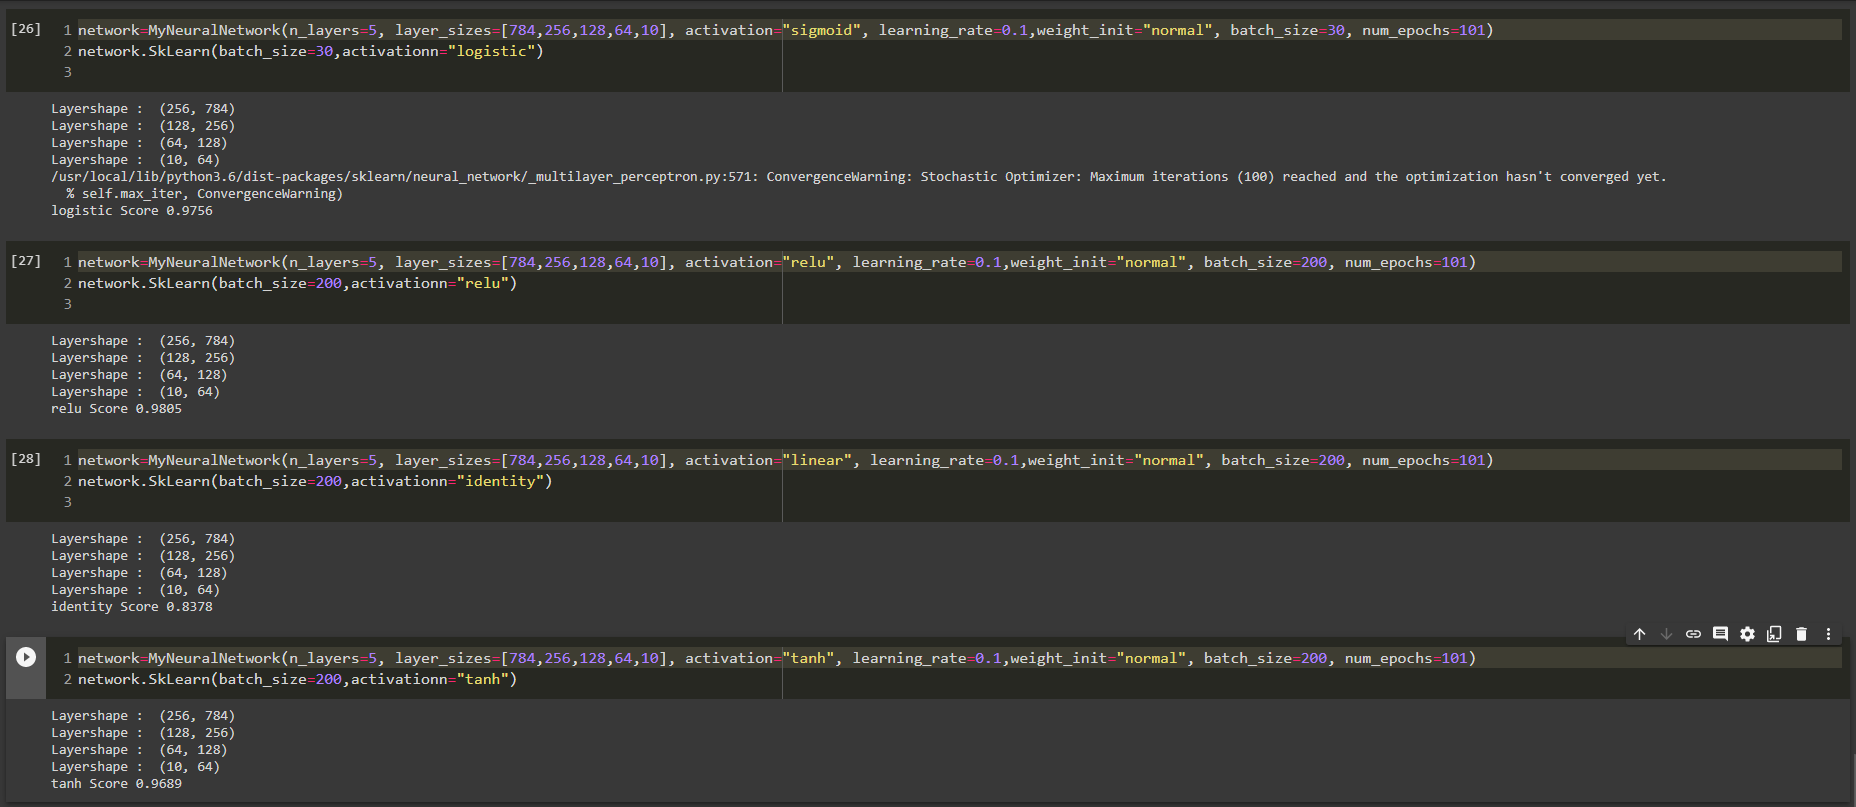 [26] 1 network=MyNeuralNetwork(n_layers=5, layer_sizes=[784,256,128,64,10], activation="sigmoid", learning_rate=0.1,weight_init="normal", batch_size=30, num_epochs=101)
2 network.SkLearn(batch_size=30,activationn="logistic")
3
Layershape :  (256, 784)
Layershape :  (128, 256)
Layershape :  (64, 128)
Layershape :  (10, 64)
/usr/local/lib/python3.6/dist-packages/sklearn/neural_network/_multilayer_perceptron.py:571: ConvergenceWarning: Stochastic Optimizer: Maximum iterations (100) reached and the optimization hasn't converged yet.
  % self.max_iter, ConvergenceWarning)
logistic Score 0.9756
[27] 1 network=MyNeuralNetwork(n_layers=5, layer_sizes=[784,256,128,64,10], activation="relu", learning_rate=0.1,weight_init="normal", batch_size=200, num_epochs=101)
2 network.SkLearn(batch_size=200,activationn="relu")
3
Layershape :  (256, 784)
Layershape :  (128, 256)
Layershape :  (64, 128)
Layershape :  (10, 64)
relu Score 0.9805
[28] 1 network=MyNeuralNetwork(n_layers=5, layer_sizes=[784,256,128,64,10], activation="linear", learning_rate=0.1,weight_init="normal", batch_size=200, num_epochs=101)
2 network.SkLearn(batch_size=200,activationn="identity")
3
Layershape :  (256, 784)
Layershape :  (128, 256)
Layershape :  (64, 128)
Layershape :  (10, 64)
identity Score 0.8378
1 network=MyNeuralNetwork(n_layers=5, layer_sizes=[784,256,128,64,10], activation="tanh", learning_rate=0.1,weight_init="normal", batch_size=200, num_epochs=101)
2 network.SkLearn(batch_size=200,activationn="tanh")
Layershape :  (256, 784)
Layershape :  (128, 256)
Layershape :  (64, 128)
Layershape :  (10, 64)
tanh Score 0.9689